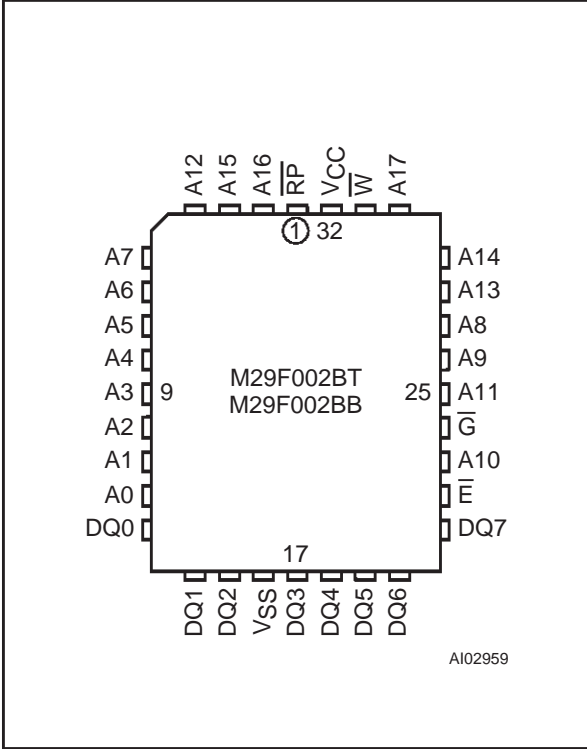 A12 A15 A16 R̅P̅ VCC W̅ A17
1 32
A7 A14
A6 A13
A5 A8
A4 A9
A3 9 M29F002BT 25 A11
M29F002BB
A2 G̅
A1 A10
A0 E̅
DQ0 DQ7
17
DQ1 DQ2 VSS DQ3 DQ4 DQ5 DQ6
AI02959